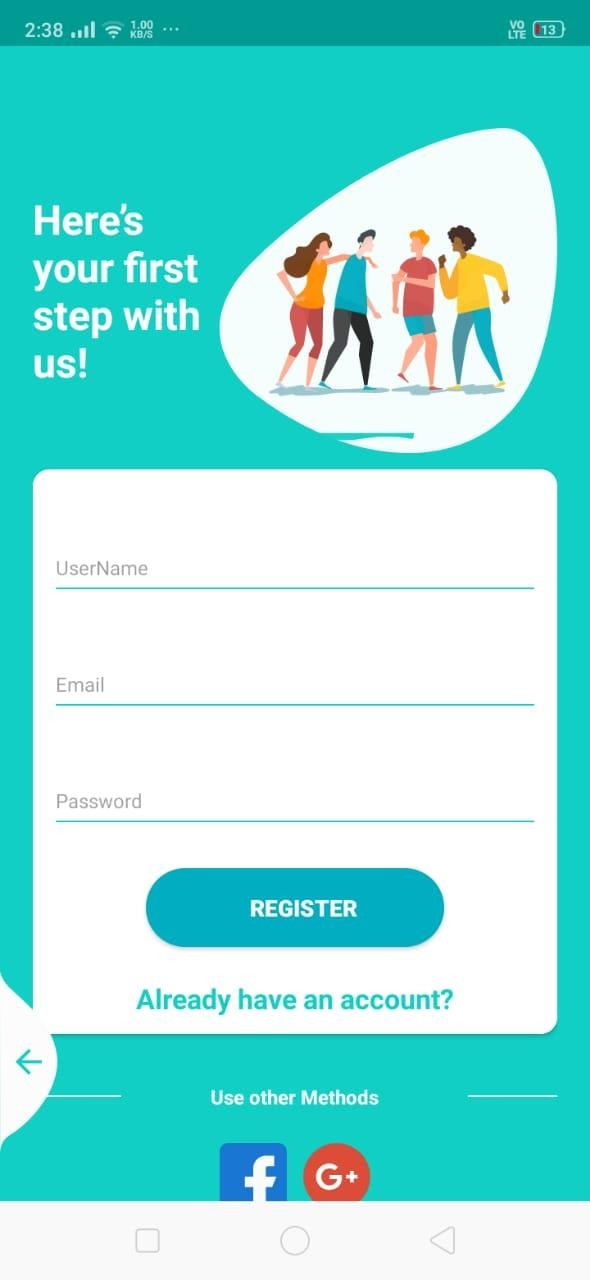 2:38 1.00 KB/S ... VO LTE 13
Here’s
your first
step with
us!
UserName
Email
Password
REGISTER
Already have an account?
Use other Methods
f G+